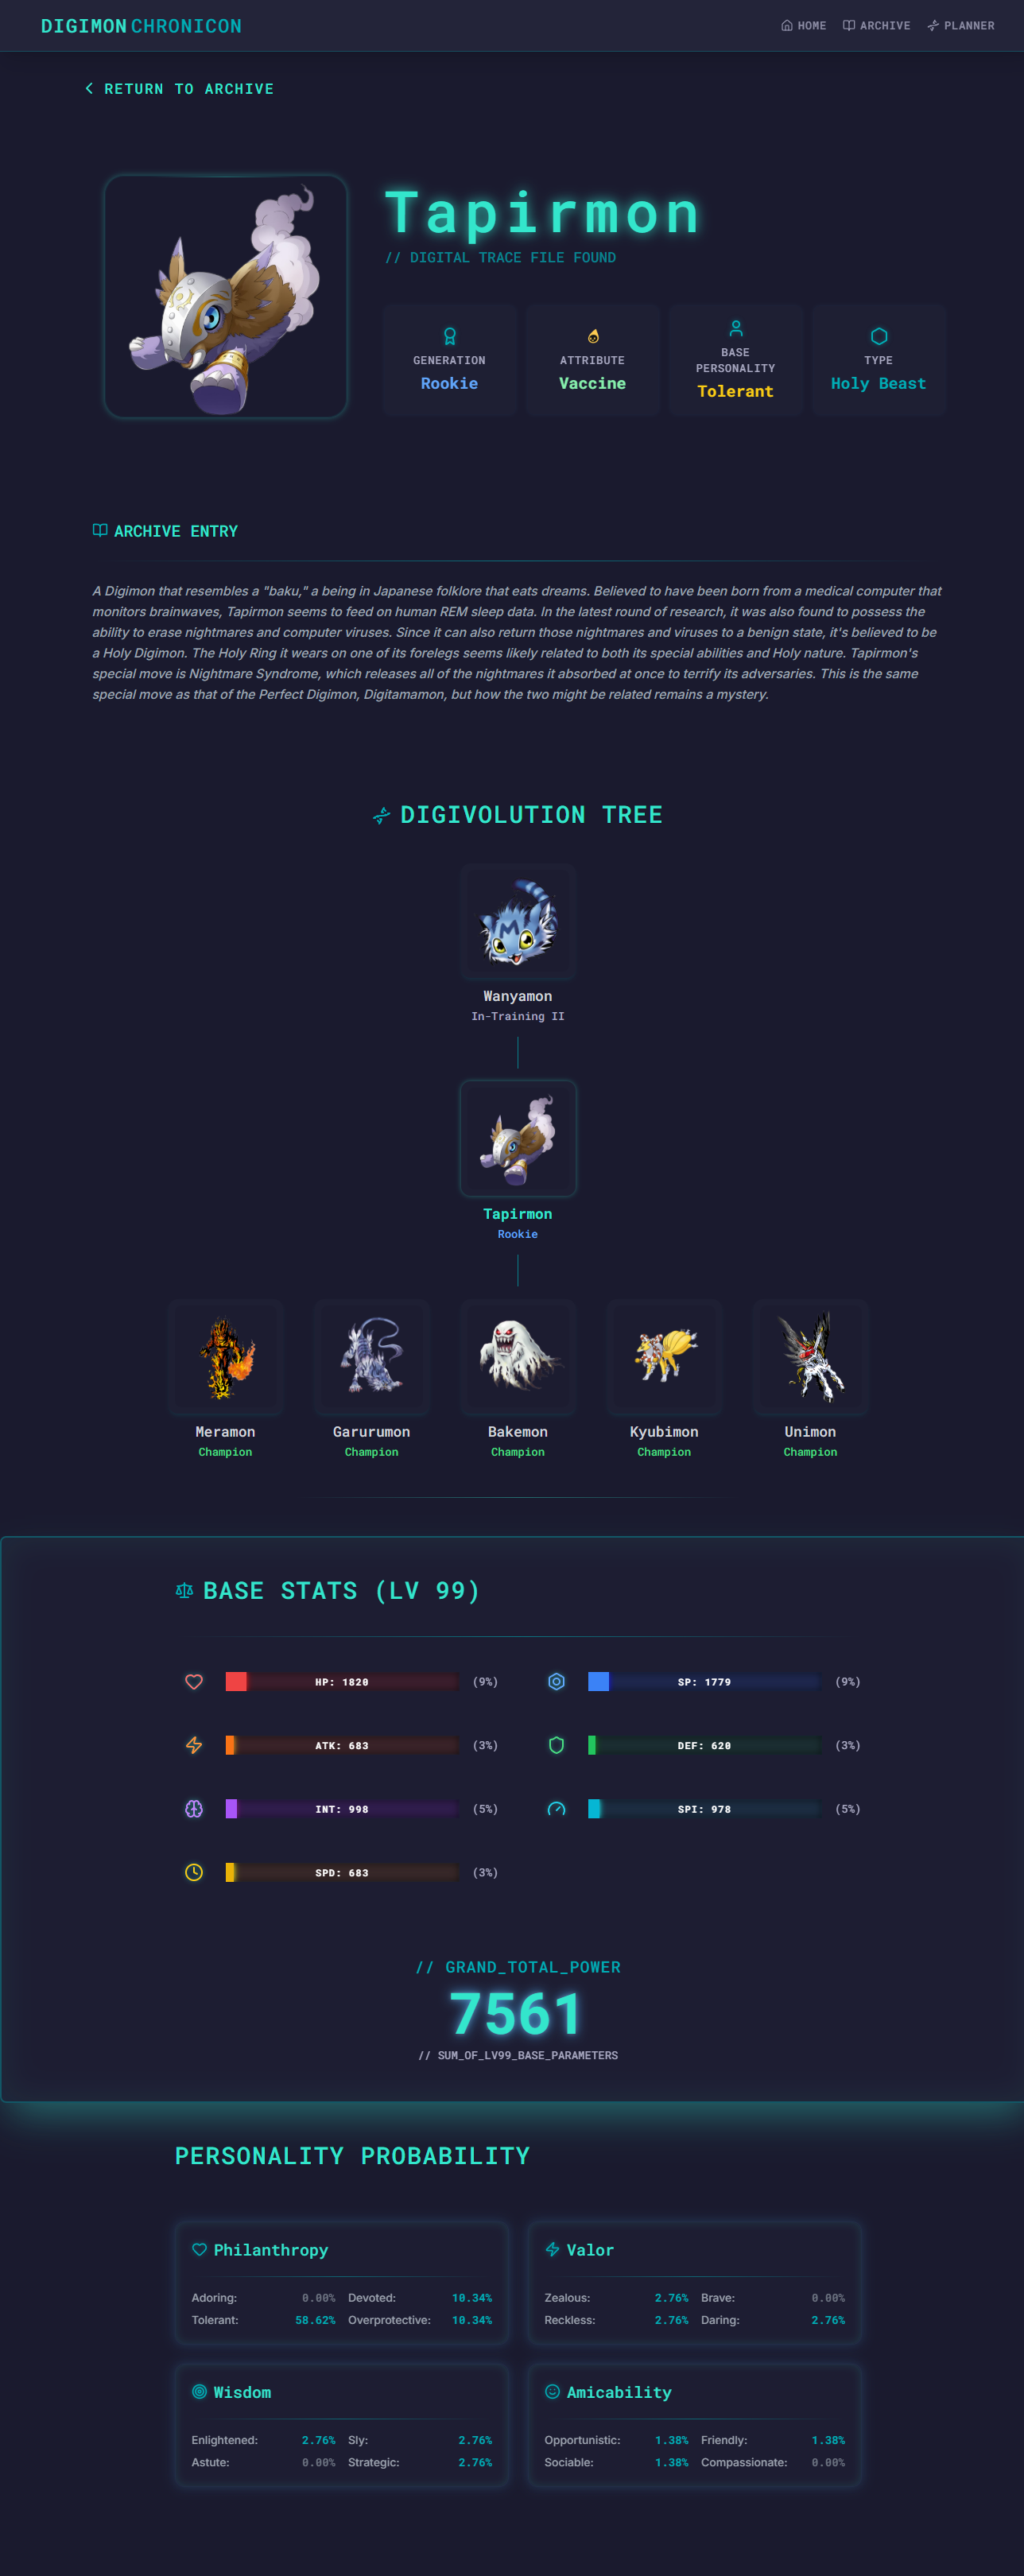 DIGIMON CHRONICON
HOME ARCHIVE PLANNER
RETURN TO ARCHIVE
Tapirmon
// DIGITAL TRACE FILE FOUND
GENERATION
Rookie
ATTRIBUTE
Vaccine
BASE
PERSONALITY
Tolerant
TYPE
Holy Beast
ARCHIVE ENTRY
A Digimon that resembles a "baku," a being in Japanese folklore that eats dreams. Believed to have been born from a medical computer that
monitors brainwaves, Tapirmon seems to feed on human REM sleep data. In the latest round of research, it was also found to possess the
ability to erase nightmares and computer viruses. Since it can also return those nightmares and viruses to a benign state, it's believed to be
a Holy Digimon. The Holy Ring it wears on one of its forelegs seems likely related to both its special abilities and Holy nature. Tapirmon's
special move is Nightmare Syndrome, which releases all of the nightmares it absorbed at once to terrify its adversaries. This is the same
special move as that of the Perfect Digimon, Digitamamon, but how the two might be related remains a mystery.
DIGIVOLUTION TREE
Wanyamon
In-Training II
Tapirmon
Rookie
Meramon
Champion
Garurumon
Champion
Bakemon
Champion
Kyubimon
Champion
Unimon
Champion
BASE STATS (LV 99)
HP: 1820 (9%)
SP: 1779 (9%)
ATK: 683 (3%)
DEF: 620 (3%)
INT: 998 (5%)
SPI: 978 (5%)
SPD: 683 (3%)
// GRAND_TOTAL_POWER
7561
// SUM_OF_LV99_BASE_PARAMETERS
PERSONALITY PROBABILITY
Philanthropy
Adoring: 0.00% Devoted: 10.34%
Tolerant: 58.62% Overprotective: 10.34%
Valor
Zealous: 2.76% Brave: 0.00%
Reckless: 2.76% Daring: 2.76%
Wisdom
Enlightened: 2.76% Sly: 2.76%
Astute: 0.00% Strategic: 2.76%
Amicability
Opportunistic: 1.38% Friendly: 1.38%
Sociable: 1.38% Compassionate: 0.00%